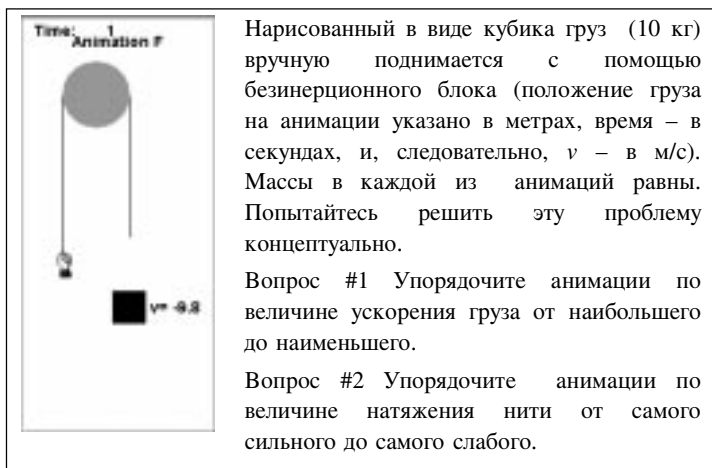 Time: 1
Animation F
v= -9.8
Нарисованный в виде кубика груз (10 кг)
вручную поднимается с помощью
безинерционного блока (положение груза
на анимации указано в метрах, время – в
секундах, и, следовательно, v – в м/с).
Массы в каждой из анимаций равны.
Попытайтесь решить эту проблему
концептуально.
Вопрос #1 Упорядочите анимации по
величине ускорения груза от наибольшего
до наименьшего.
Вопрос #2 Упорядочите анимации по
величине натяжения нити от самого
сильного до самого слабого.